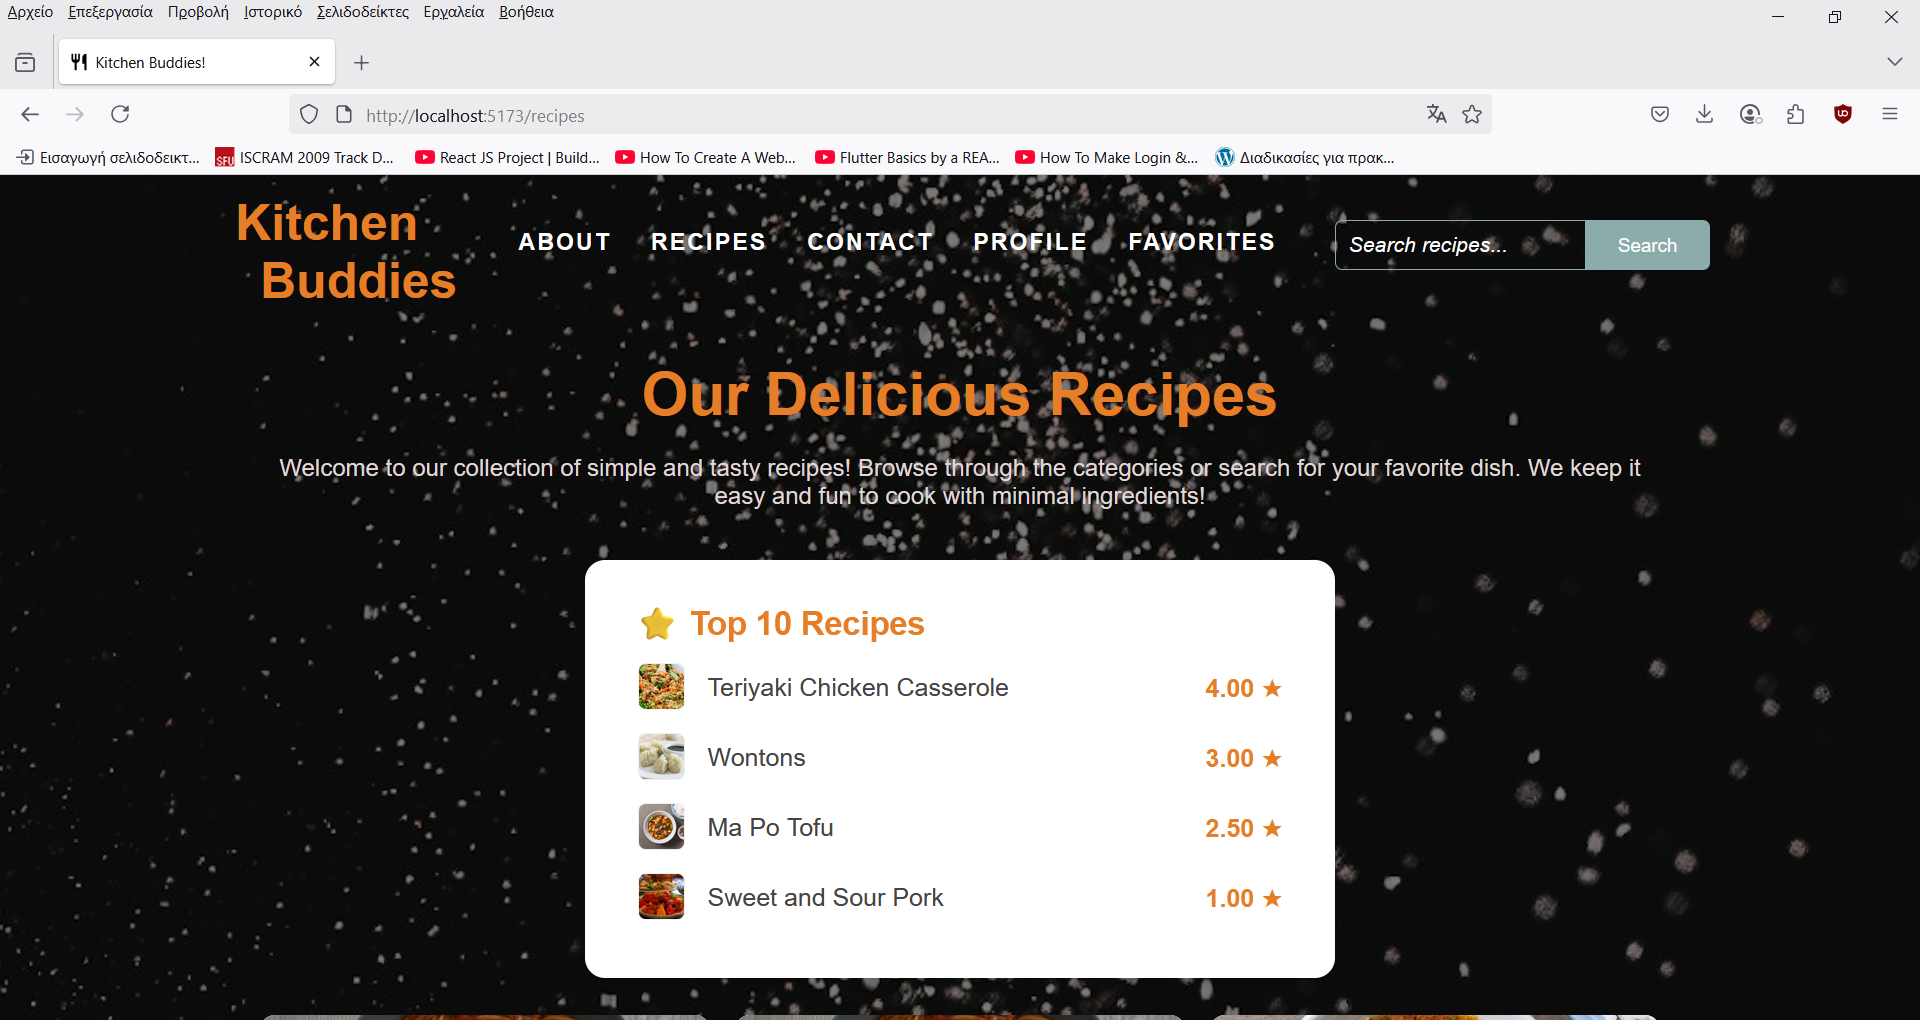 Αρχείο Επεξεργασία Προβολή Ιστορικό Σελιδοδείκτες Εργαλεία Βοήθεια
Kitchen Buddies!
http://localhost:5173/recipes
Εισαγωγή σελιδοδεικτ... SFU ISCRAM 2009 Track D... React JS Project | Build... How To Create A Web... Flutter Basics by a REA... How To Make Login &... Διαδικασίες για πρακ...
Kitchen
Buddies
ABOUT RECIPES CONTACT PROFILE FAVORITES
Search recipes... Search
Our Delicious Recipes
Welcome to our collection of simple and tasty recipes! Browse through the categories or search for your favorite dish. We keep it
easy and fun to cook with minimal ingredients!
Top 10 Recipes
Teriyaki Chicken Casserole 4.00 ★
Wontons 3.00 ★
Ma Po Tofu 2.50 ★
Sweet and Sour Pork 1.00 ★